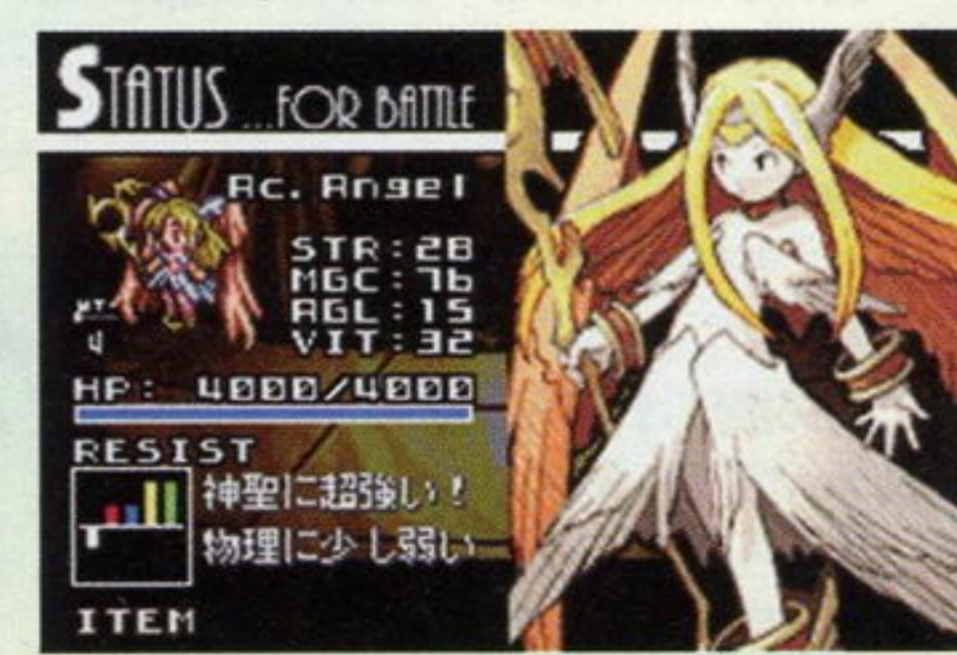 STATUS ...FOR BATTLE
Ac. Angel
STR:28
MGC:76
AGL:15
VIT:32
HP: 4000/4000
RESIST
神聖に超強い!
物理に少し弱い
ITEM